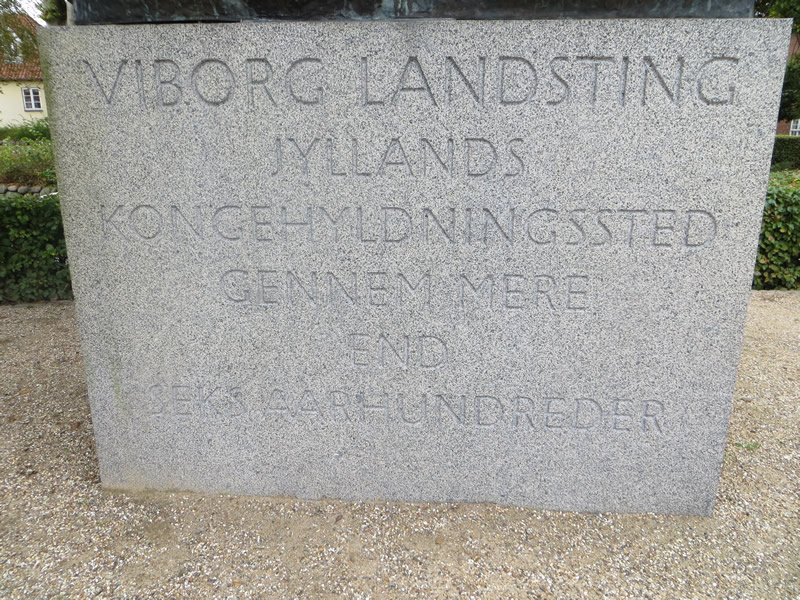 VIBORG LANDSTING
JYLLANDS
KONGEHYLDNINGSSTED
GENNEM MERE
END
SEKS AARHUNDREDER